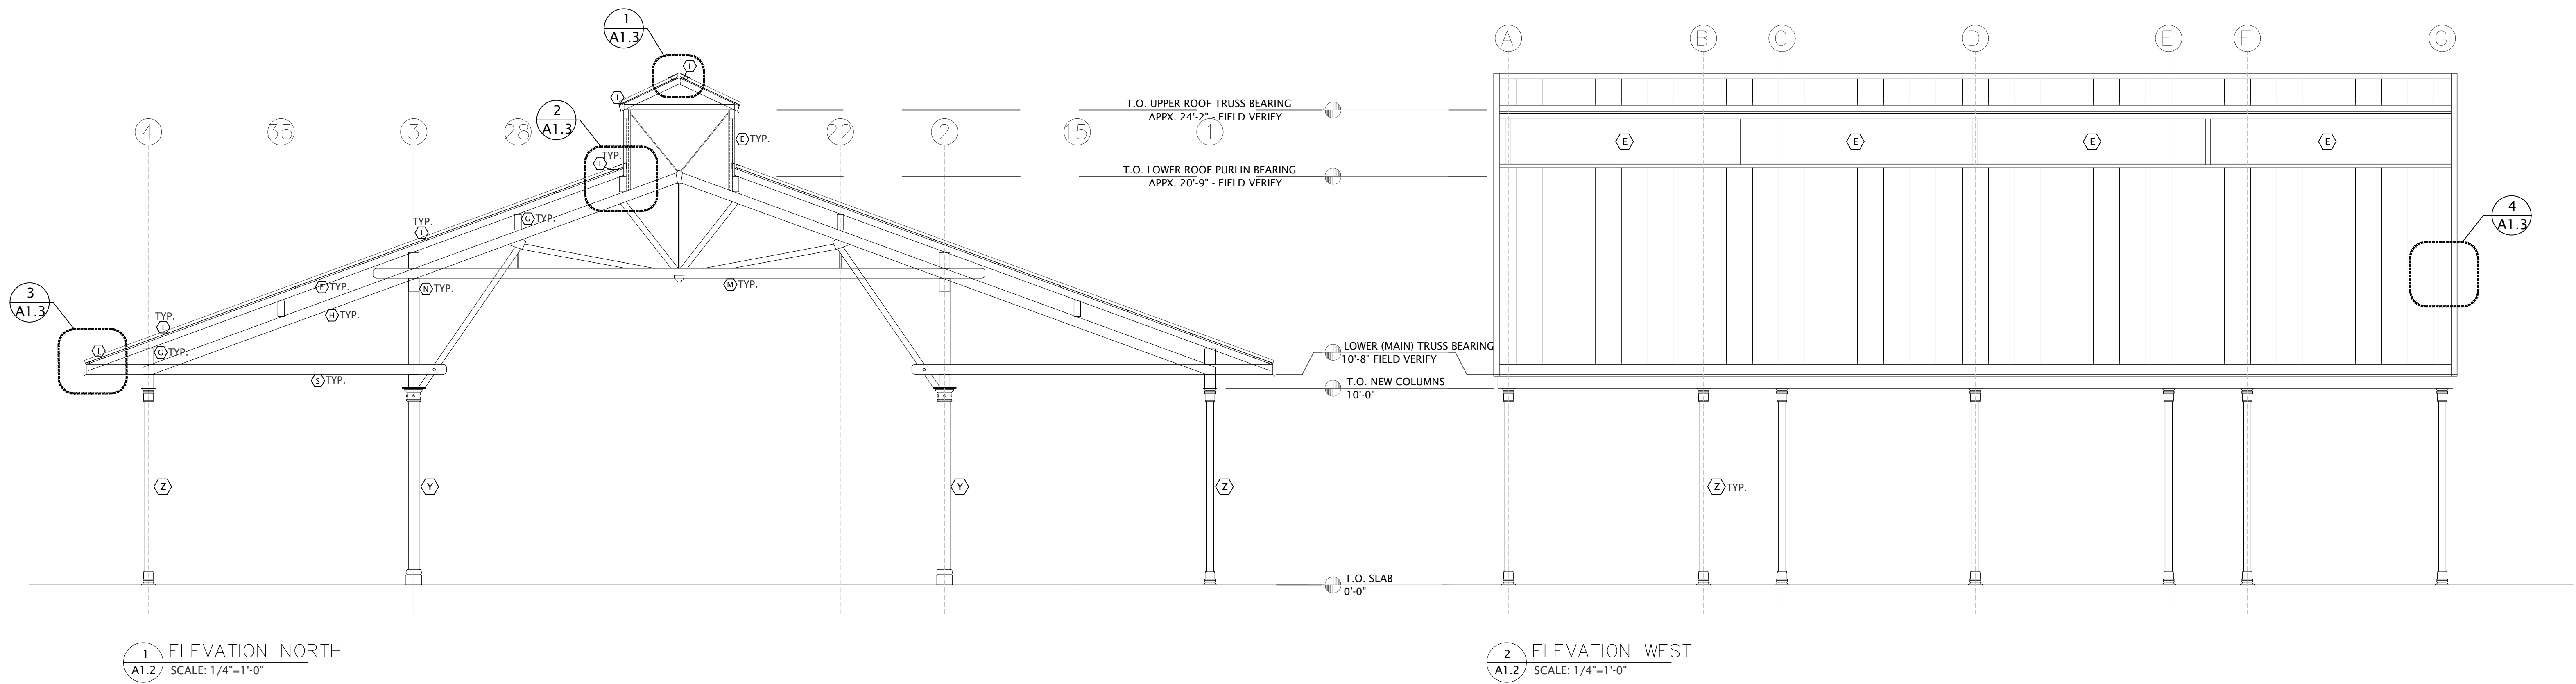 1
A1.3
I
I
2
A1.3
E TYP.
TYP.
I
4
35
3
28
22
2
15
1
G TYP.
TYP.
I
F TYP.
N TYP.
M TYP.
H TYP.
3
A1.3
TYP.
I
I
G TYP.
S TYP.
Z
Y
Y
Z
T.O. UPPER ROOF TRUSS BEARING
APPX. 24'-2" - FIELD VERIFY
T.O. LOWER ROOF PURLIN BEARING
APPX. 20'-9" - FIELD VERIFY
LOWER (MAIN) TRUSS BEARING
10'-8" FIELD VERIFY
T.O. NEW COLUMNS
10'-0"
T.O. SLAB
0'-0"
A
B
C
D
E
F
G
E
E
E
E
4
A1.3
Z TYP.
1
A1.2
ELEVATION NORTH
SCALE: 1/4"=1'-0"
2
A1.2
ELEVATION WEST
SCALE: 1/4"=1'-0"